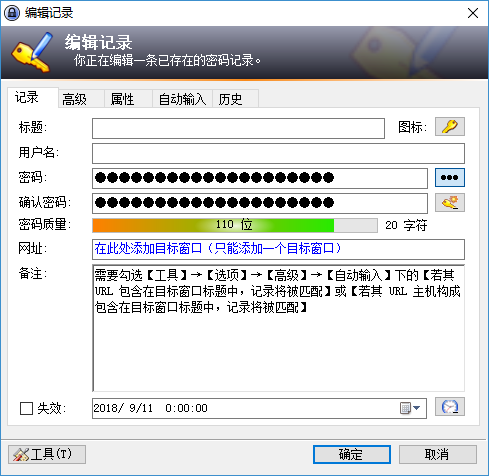 编辑记录
编辑记录
你正在编辑一条已存在的密码记录。
记录 高级 属性 自动输入 历史
标题: 图标:
用户名:
密码: ●●●●●●●●●●●●●●●●●●●● •••
确认密码: ●●●●●●●●●●●●●●●●●●●●
密码质量: 110 位 20 字符
网址: 在此处添加目标窗口（只能添加一个目标窗口）
备注: 需要勾选【工具】→【选项】→【高级】→【自动输入】下的【若其
URL 包含在目标窗口标题中，记录将被匹配】或【若其 URL 主机构成
包含在目标窗口标题中，记录将被匹配】
失效: 2018/ 9/11 0:00:00
工具(T) 确定 取消